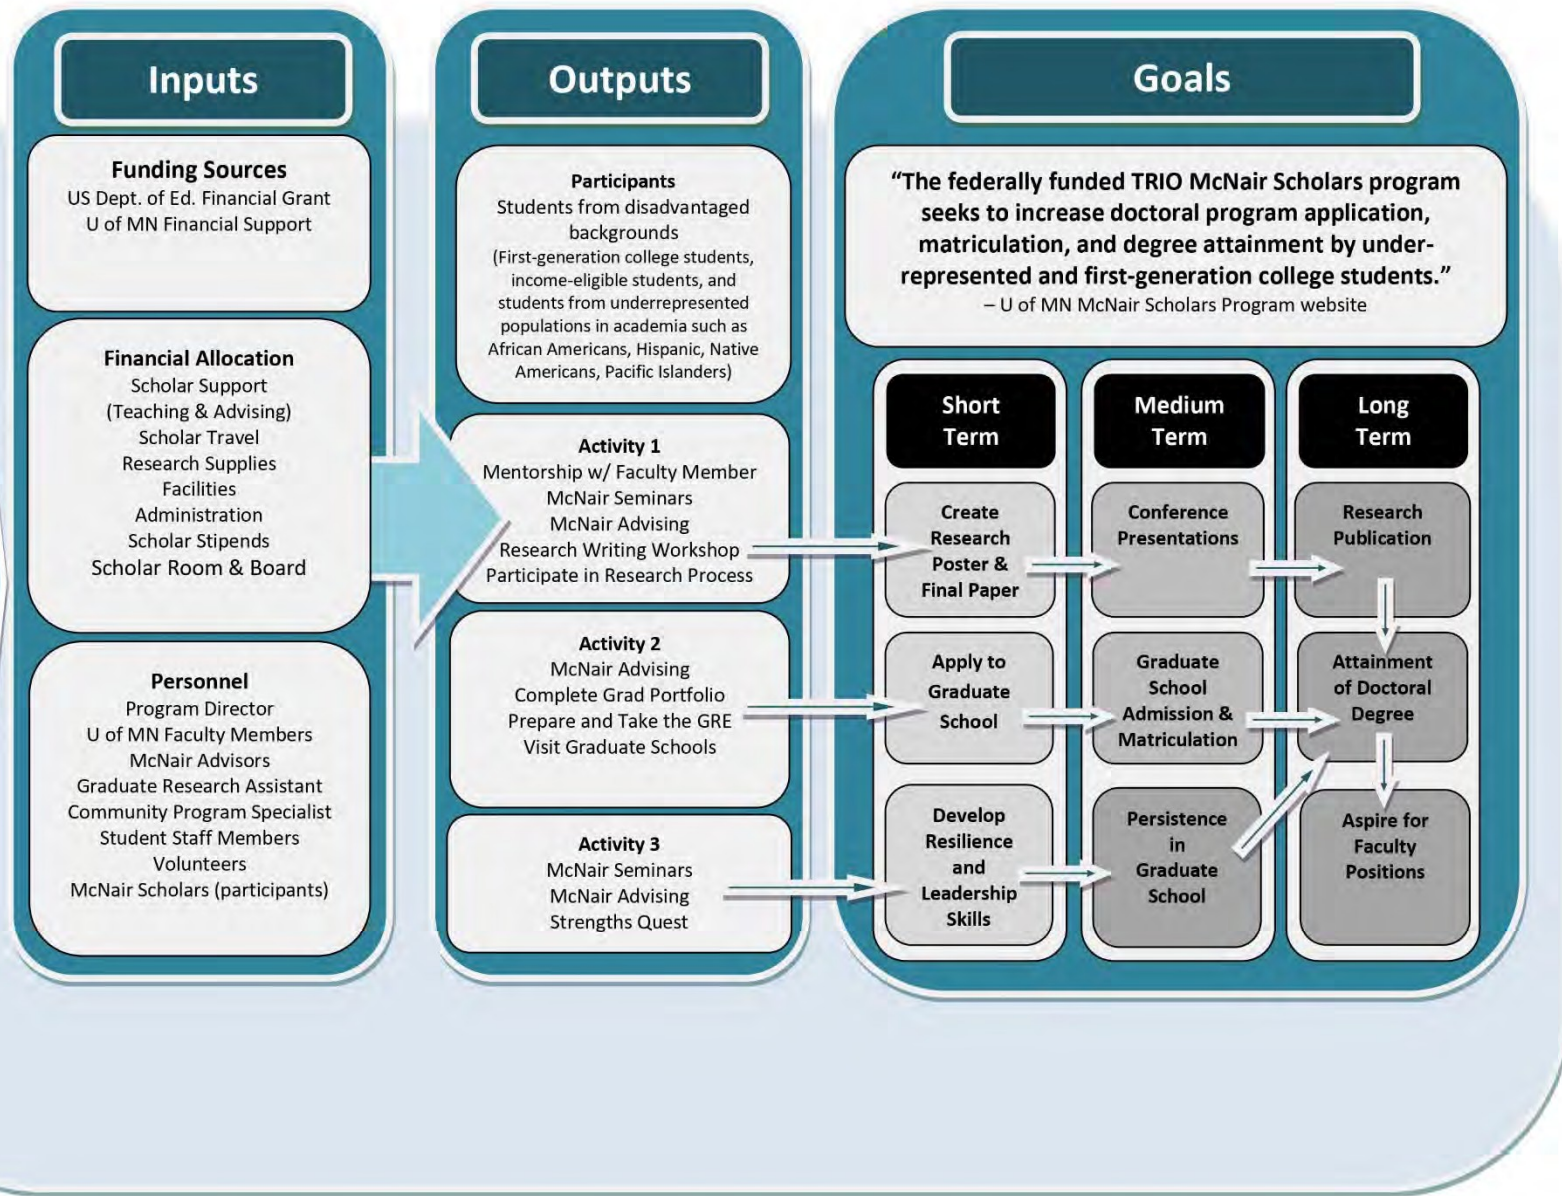 Inputs
Funding Sources
US Dept. of Ed. Financial Grant
U of MN Financial Support
Financial Allocation
Scholar Support
(Teaching & Advising)
Scholar Travel
Research Supplies
Facilities
Administration
Scholar Stipends
Scholar Room & Board
Personnel
Program Director
U of MN Faculty Members
McNair Advisors
Graduate Research Assistant
Community Program Specialist
Student Staff Members
Volunteers
McNair Scholars (participants)
Outputs
Participants
Students from disadvantaged
backgrounds
(First-generation college students,
income-eligible students, and
students from underrepresented
populations in academia such as
African Americans, Hispanic, Native
Americans, Pacific Islanders)
Activity 1
Mentorship w/ Faculty Member
McNair Seminars
McNair Advising
Research Writing Workshop
Participate in Research Process
Activity 2
McNair Advising
Complete Grad Portfolio
Prepare and Take the GRE
Visit Graduate Schools
Activity 3
McNair Seminars
McNair Advising
Strengths Quest
Goals
“The federally funded TRIO McNair Scholars program
seeks to increase doctoral program application,
matriculation, and degree attainment by under-
represented and first-generation college students.”
– U of MN McNair Scholars Program website
Short
Term
Create
Research
Poster &
Final Paper
Apply to
Graduate
School
Develop
Resilience
and
Leadership
Skills
Medium
Term
Conference
Presentations
Graduate
School
Admission &
Matriculation
Persistence
in
Graduate
School
Long
Term
Research
Publication
Attainment
of Doctoral
Degree
Aspire for
Faculty
Positions